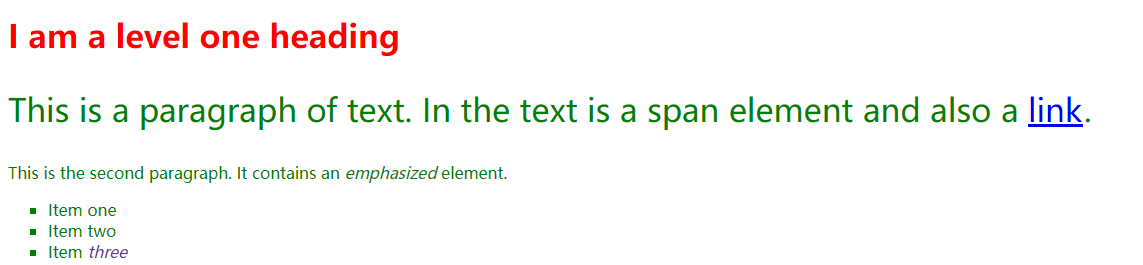 I am a level one heading
This is a paragraph of text. In the text is a span element and also a link.
This is the second paragraph. It contains an emphasized element.
Item one
Item two
Item three